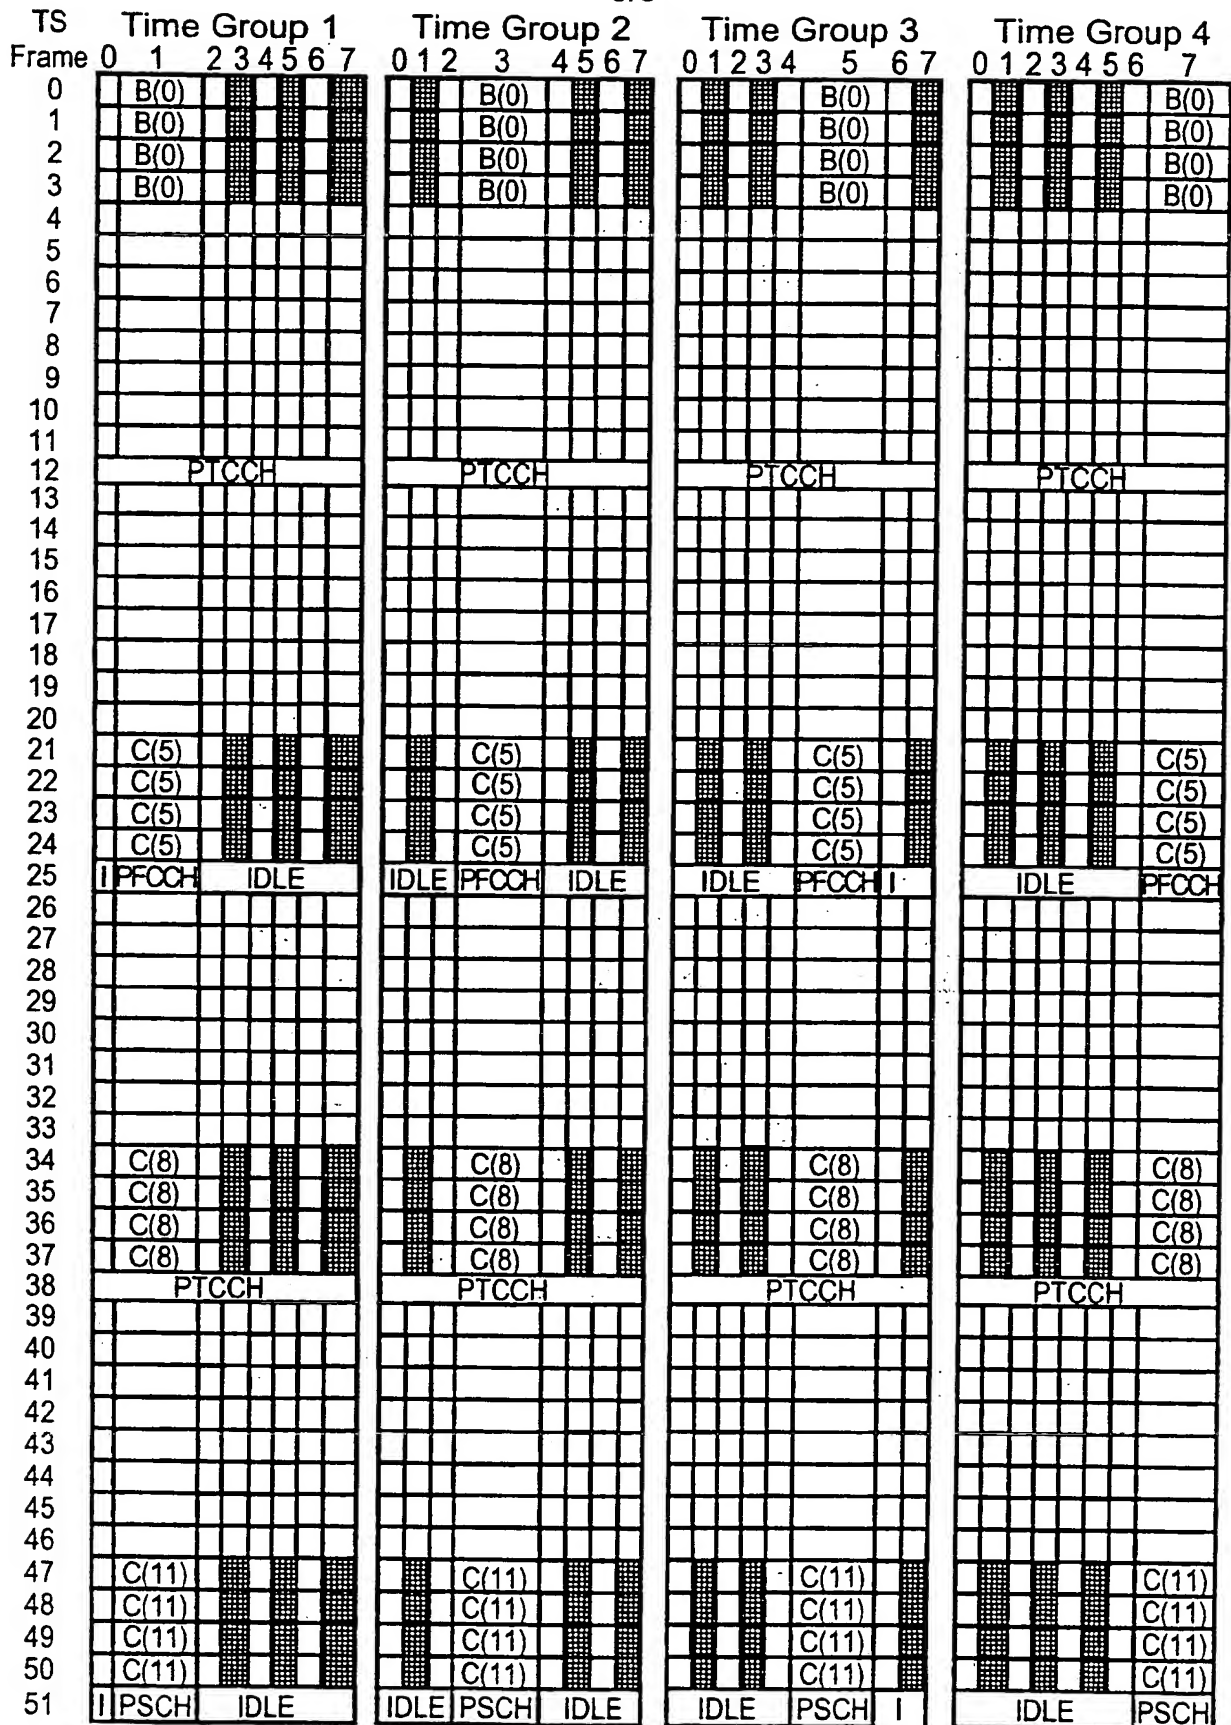 TS Time Group 1 Time Group 2 Time Group 3 Time Group 4
Frame 0 1 2 3 4 5 6 7 0 1 2 3 4 5 6 7 0 1 2 3 4 5 6 7 0 1 2 3 4 5 6 7
0 B(0) B(0) B(0) B(0)
1 B(0) B(0) B(0) B(0)
2 B(0) B(0) B(0) B(0)
3 B(0) B(0) B(0) B(0)
4
5
6
7
8
9
10
11
12 PTCCH PTCCH PTCCH PTCCH
13
14
15
16
17
18
19
20
21 C(5) C(5) C(5) C(5)
22 C(5) C(5) C(5) C(5)
23 C(5) C(5) C(5) C(5)
24 C(5) C(5) C(5) C(5)
25 I PFCCH IDLE IDLE PFCCH IDLE IDLE PFCCH I IDLE PFCCH
26
27
28
29
30
31
32
33
34 C(8) C(8) C(8) C(8)
35 C(8) C(8) C(8) C(8)
36 C(8) C(8) C(8) C(8)
37 C(8) C(8) C(8) C(8)
38 PTCCH PTCCH PTCCH PTCCH
39
40
41
42
43
44
45
46
47 C(11) C(11) C(11) C(11)
48 C(11) C(11) C(11) C(11)
49 C(11) C(11) C(11) C(11)
50 C(11) C(11) C(11) C(11)
51 I PSCH IDLE IDLE PSCH IDLE IDLE PSCH I IDLE PSCH